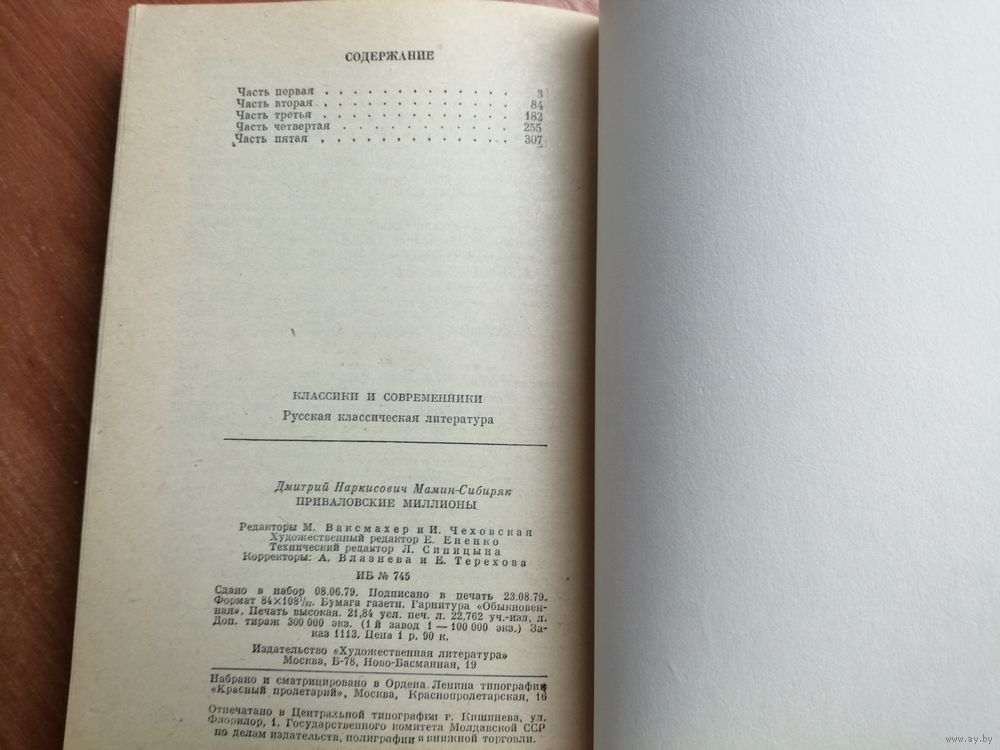 СОДЕРЖАНИЕ
Часть первая . . . . . . . . . . . . . 3
Часть вторая . . . . . . . . . . . . . 84
Часть третья . . . . . . . . . . . . . 182
Часть четвертая . . . . . . . . . . . . 255
Часть пятая . . . . . . . . . . . . . 307
КЛАССИКИ И СОВРЕМЕННИКИ
Русская классическая литература
Дмитрий Наркисович Мамин-Сибиряк
ПРИВАЛОВСКИЕ МИЛЛИОНЫ
Редакторы М. Ваксмахер и И. Чеховская
Художественный редактор Е. Ененко
Технический редактор Л. Синицына
Корректоры: А. Влазнева и Е. Терехова
ИБ № 745
Сдано в набор 08.06.79. Подписано в печать 23.08.79.
Формат 84×108¹/₃₂. Бумага газетн. Гарнитура «Обыкновен-
ная». Печать высокая. 21,84 усл. печ. л. 22,762 уч.-изд, л.
Доп. тираж 300 000 экз. (1й завод 1 — 100 000 экз.) За-
каз 1113. Цена 1 р. 90 к.
Издательство «Художественная литература»
Москва, Б-78, Ново-Басманная, 19
Набрано и сматрицировано в Ордена Ленина типографии
«Красный пролетарий», Москва, Краснопролетарская, 16
Отпечатано в Центральной типографии г. Кишинева, ул.
Флорилор, 1. Государственного комитета Молдавской ССР
по делам издательств, полиграфии и книжной торговли.
www.ay.by